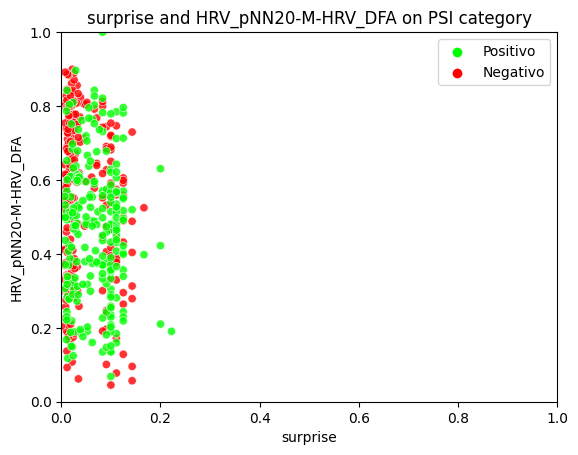 surprise and HRV_pNN20-M-HRV_DFA on PSI category
Positivo
Negativo
HRV_pNN20-M-HRV_DFA
1.0
0.8
0.6
0.4
0.2
0.0
0.0 0.2 0.4 0.6 0.8 1.0
surprise